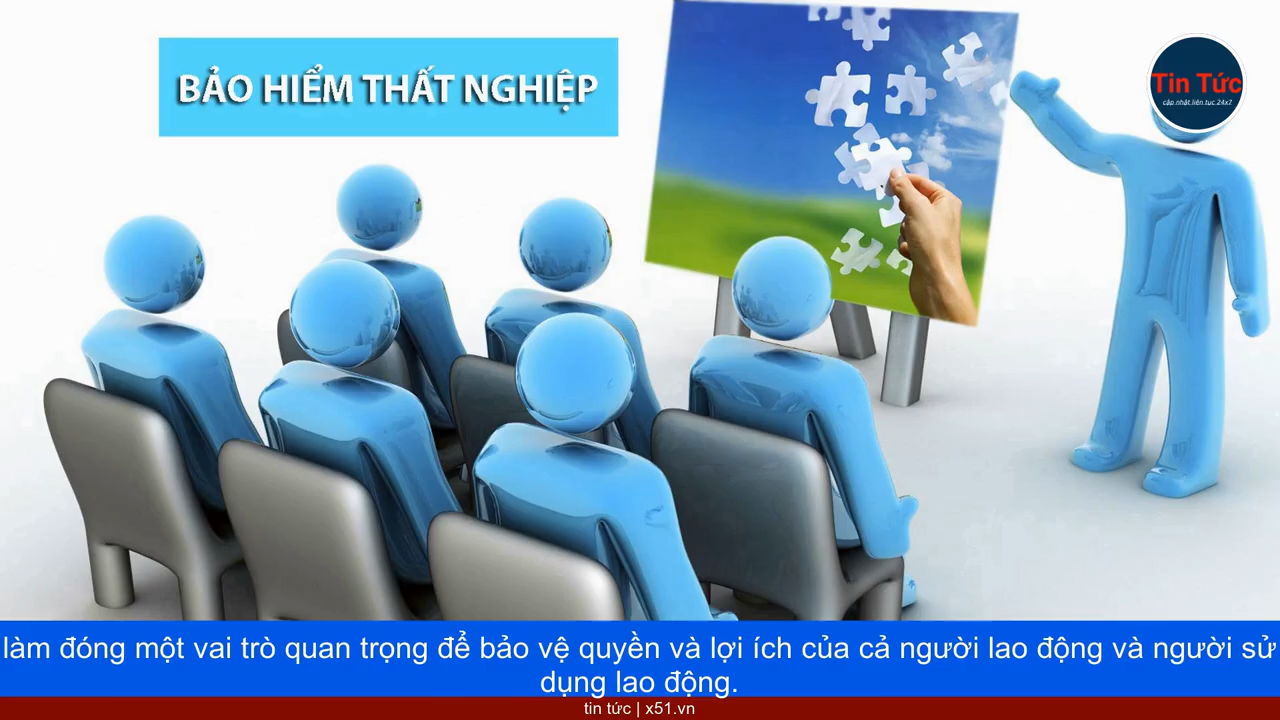 BẢO HIỂM THẤT NGHIỆP
Tin Tức
cập nhật liên tục 24x7
làm đóng một vai trò quan trọng để bảo vệ quyền và lợi ích của cả người lao động và người sử
dụng lao động.
tin tức | x51.vn